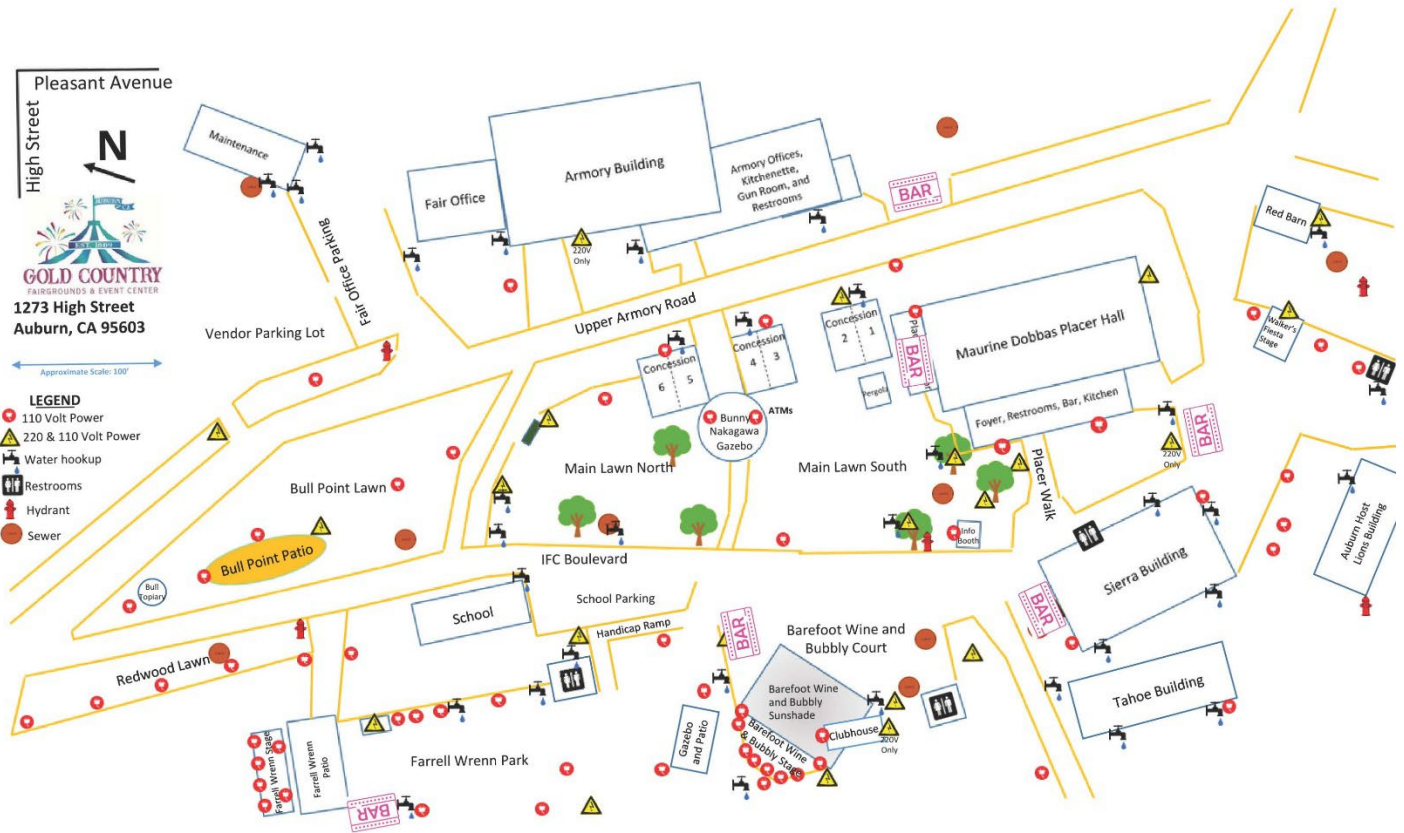 Pleasant Avenue
High Street
N
AUBURN
EST. 1889
GOLD COUNTRY
FAIRGROUNDS & EVENT CENTER
1273 High Street
Auburn, CA 95603
Approximate Scale: 100'
LEGEND
110 Volt Power
220 & 110 Volt Power
Water hookup
Restrooms
Hydrant
Sewer
Maintenance
Fair Office Parking
Vendor Parking Lot
Fair Office
Armory Building
Armory Offices,
Kitchenette,
Gun Room, and
Restrooms
220V
Only
BAR
Upper Armory Road
Red Barn
Walker's
Fiesta
Stage
Concession
6 5
Concession
4 3
Concession
2 1
Pergola
BAR
Maurine Dobbas Placer Hall
Foyer, Restrooms, Bar, Kitchen
BAR
220V
Only
Bunny
Nakagawa
Gazebo
ATMs
Main Lawn North
Main Lawn South
Placer Walk
Info
Booth
Bull Point Lawn
Bull Point Patio
Bull
Topiary
IFC Boulevard
School
School Parking
Handicap Ramp
Redwood Lawn
Sierra Building
Auburn Host
Lions Building
BAR
Tahoe Building
BAR
Barefoot Wine and
Bubbly Court
Barefoot Wine
and Bubbly
Sunshade
Barefoot Wine
& Bubbly Stage
Clubhouse
220V
Only
Gazebo
and Patio
Farrell Wrenn Stage
Farrell Wrenn
Patio
Farrell Wrenn Park
BAR